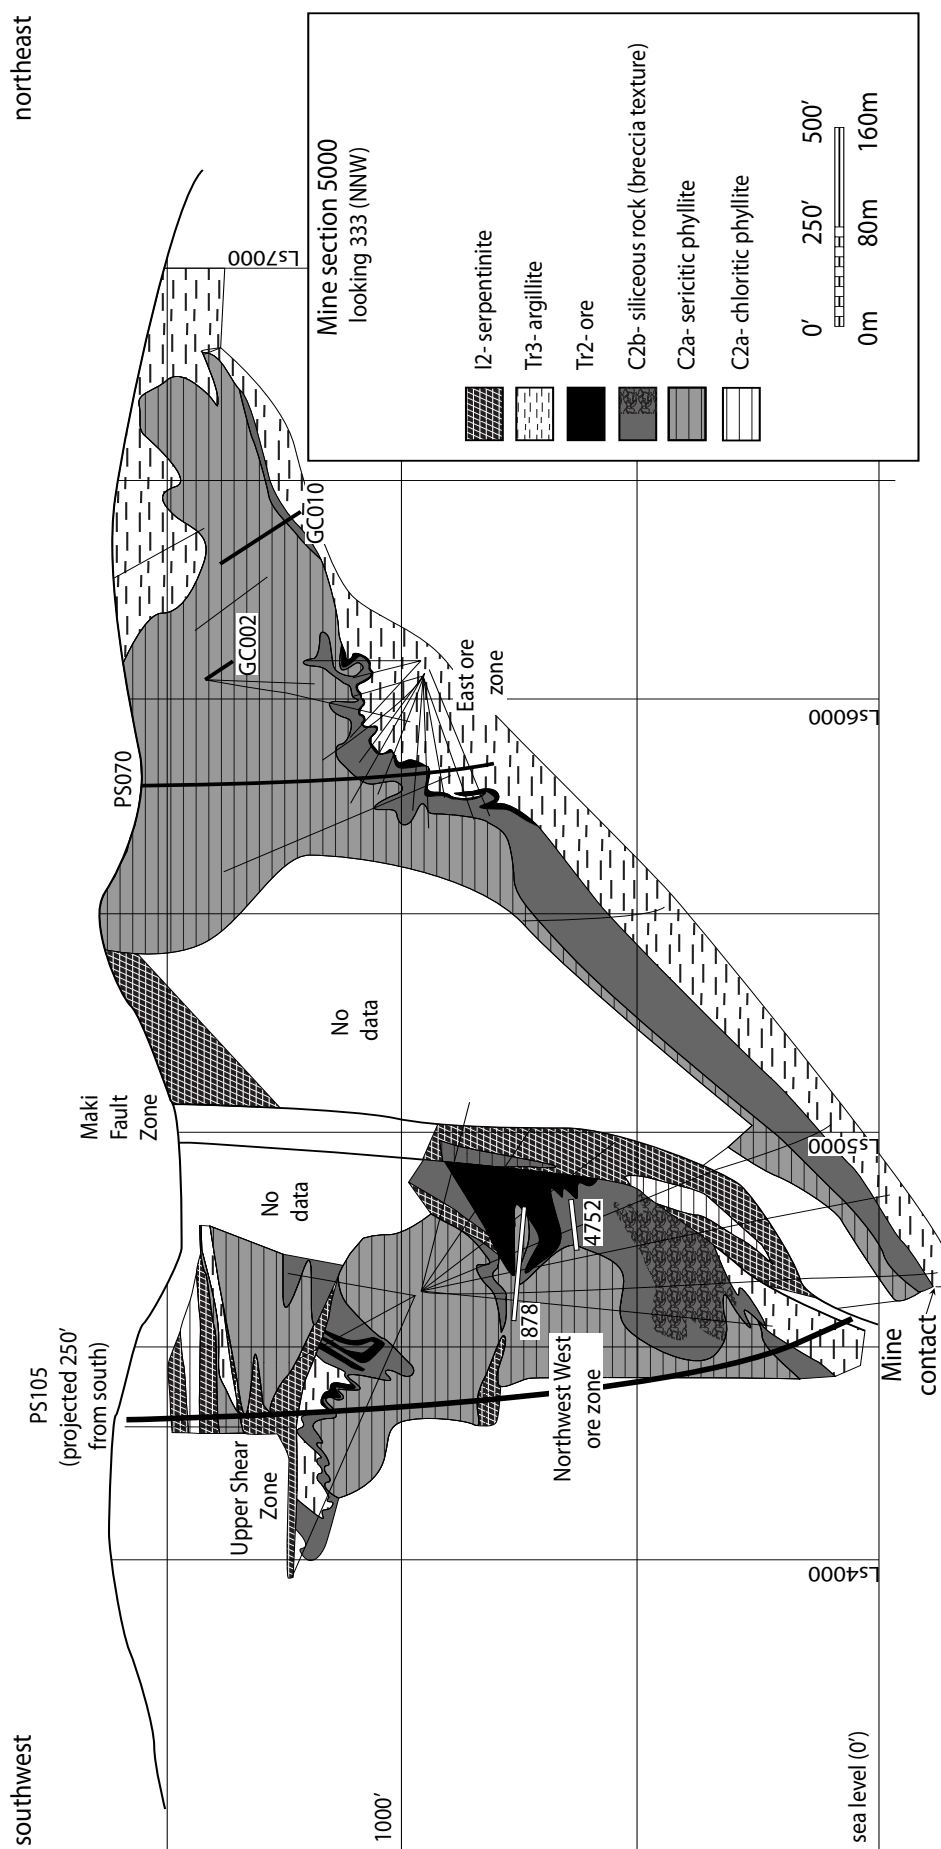 southwest
northeast
PS105
(projected 250'
from south)
Maki
Fault
Zone
PS070
Upper Shear
Zone
No
data
No
data
GC002
GC010
Ls7000
1000'
878
4752
Northwest West
ore zone
East ore
zone
sea level (0')
Ls4000
Ls5000
Ls6000
Mine
contact
Mine section 5000
looking 333 (NNW)
I2- serpentinite
Tr3- argillite
Tr2- ore
C2b- siliceous rock (breccia texture)
C2a- sericitic phyllite
C2a- chloritic phyllite
0' 250' 500'
0m 80m 160m